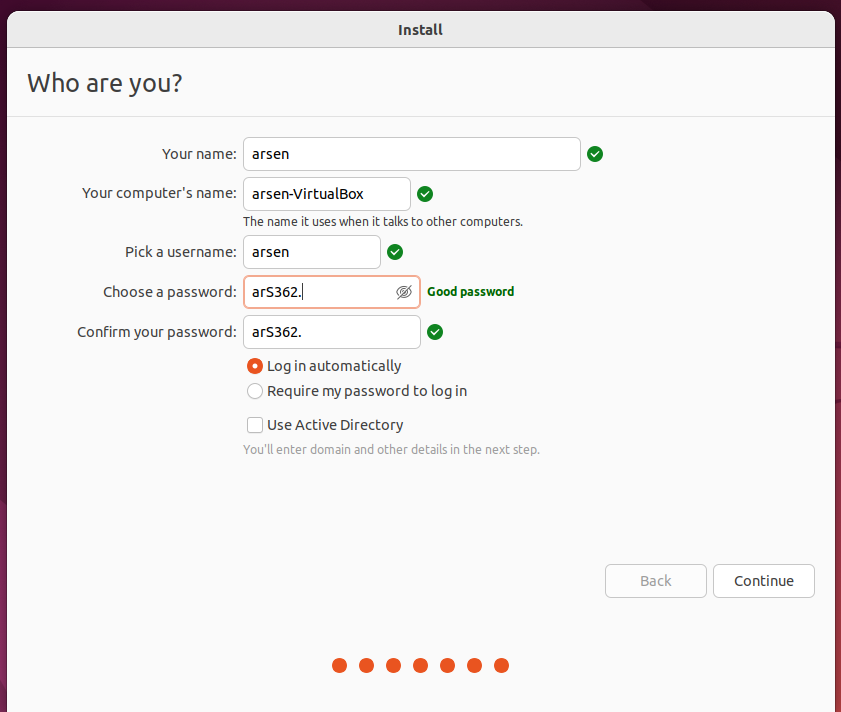 Install
Who are you?
Your name: arsen
Your computer's name: arsen-VirtualBox
The name it uses when it talks to other computers.
Pick a username: arsen
Choose a password: arS362. Good password
Confirm your password: arS362.
Log in automatically
Require my password to log in
Use Active Directory
You'll enter domain and other details in the next step.
Back Continue